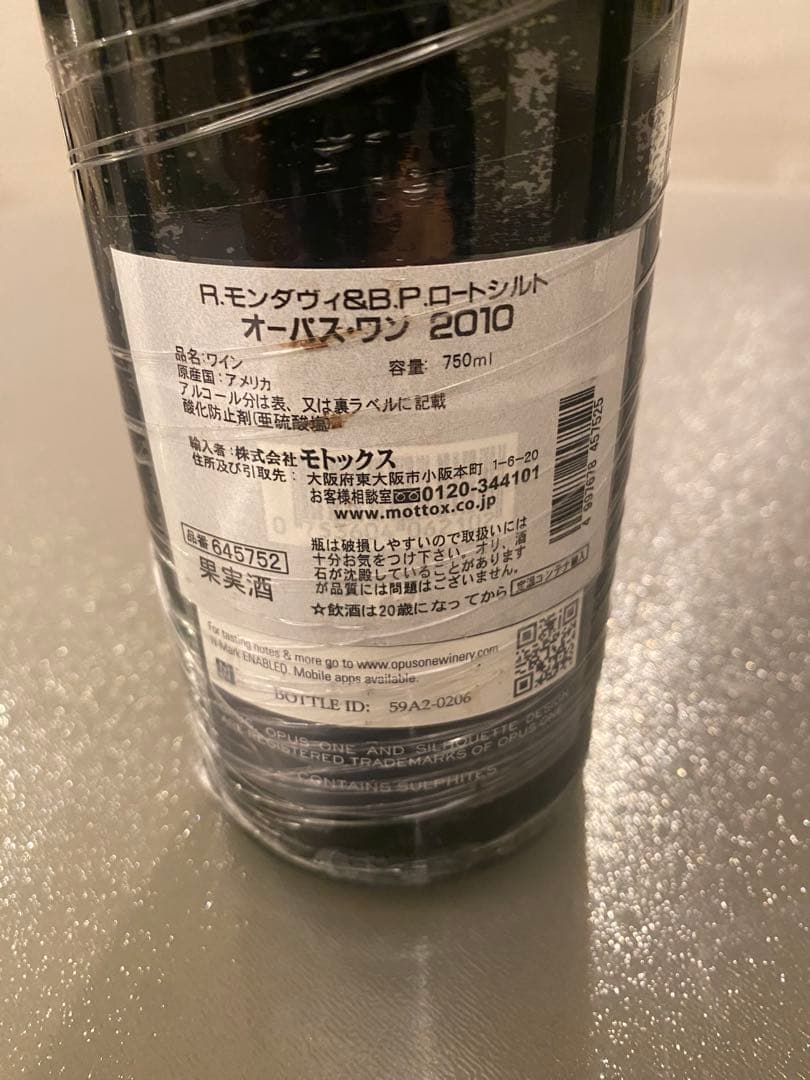 R.モンダヴィ&B.P.ロートシルト
オーパス・ワン 2010
品名:ワイン
容量: 750ml
原産国:アメリカ
アルコール分は表、又は裏ラベルに記載
酸化防止剤(亜硫酸塩)
輸入者:株式会社モトックス
住所及び引取先: 大阪府東大阪市小阪本町 1-6-20
お客様相談室 0120-344101
www.mottox.co.jp
品番 645752
果実酒
瓶は破損しやすいので取扱いには
十分お気をつけ下さい。オリ、酒
石が沈殿していることがあります
が品質には問題はございません。
☆飲酒は20歳になってから
定温コンテナ輸入
4 997678 457525
For tasting notes & more go to www.opusonewinery.com
N-Mark ENABLED. Mobile apps available.
BOTTLE ID: 59A2-0206
OPUS ONE AND SILHOUETTE DESIGN
ARE REGISTERED TRADEMARKS OF OPUS ONE
CONTAINS SULPHITES